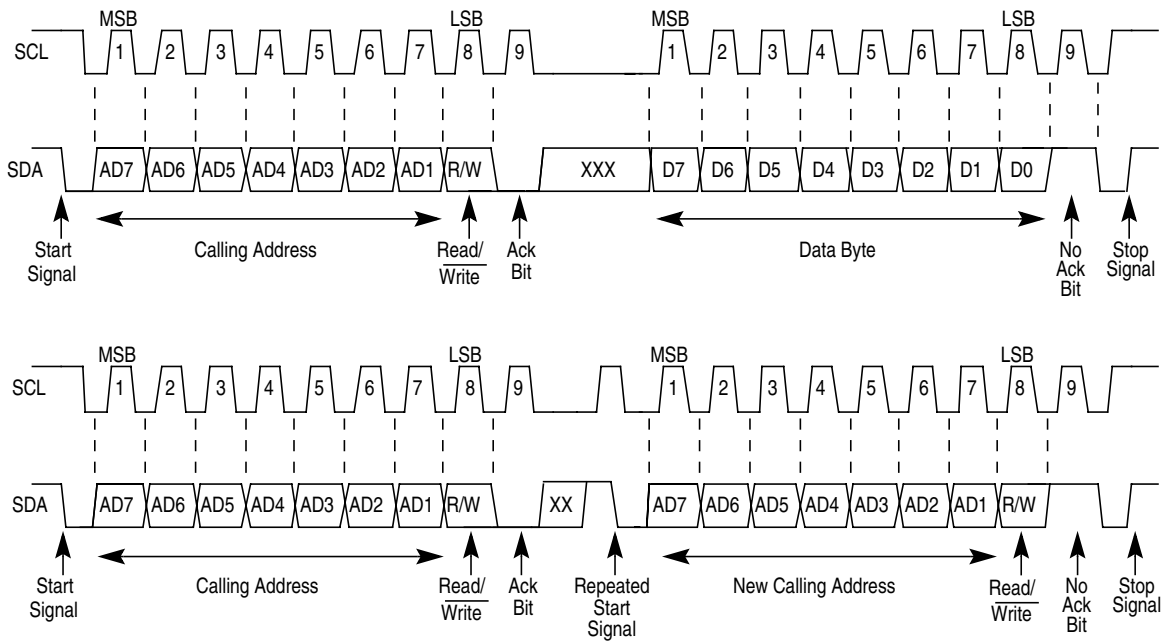 MSB LSB MSB LSB
SCL 1 2 3 4 5 6 7 8 9 1 2 3 4 5 6 7 8 9
SDA AD7 AD6 AD5 AD4 AD3 AD2 AD1 R/W XXX D7 D6 D5 D4 D3 D2 D1 D0
Start Calling Address Read/ Ack Data Byte No Stop
Signal Write Bit Ack Signal
Bit
MSB LSB MSB LSB
SCL 1 2 3 4 5 6 7 8 9 1 2 3 4 5 6 7 8 9
SDA AD7 AD6 AD5 AD4 AD3 AD2 AD1 R/W XX AD7 AD6 AD5 AD4 AD3 AD2 AD1 R/W
Start Calling Address Read/ Ack Repeated New Calling Address Read/ No Stop
Signal Write Bit Start Write Ack Signal
Signal Bit